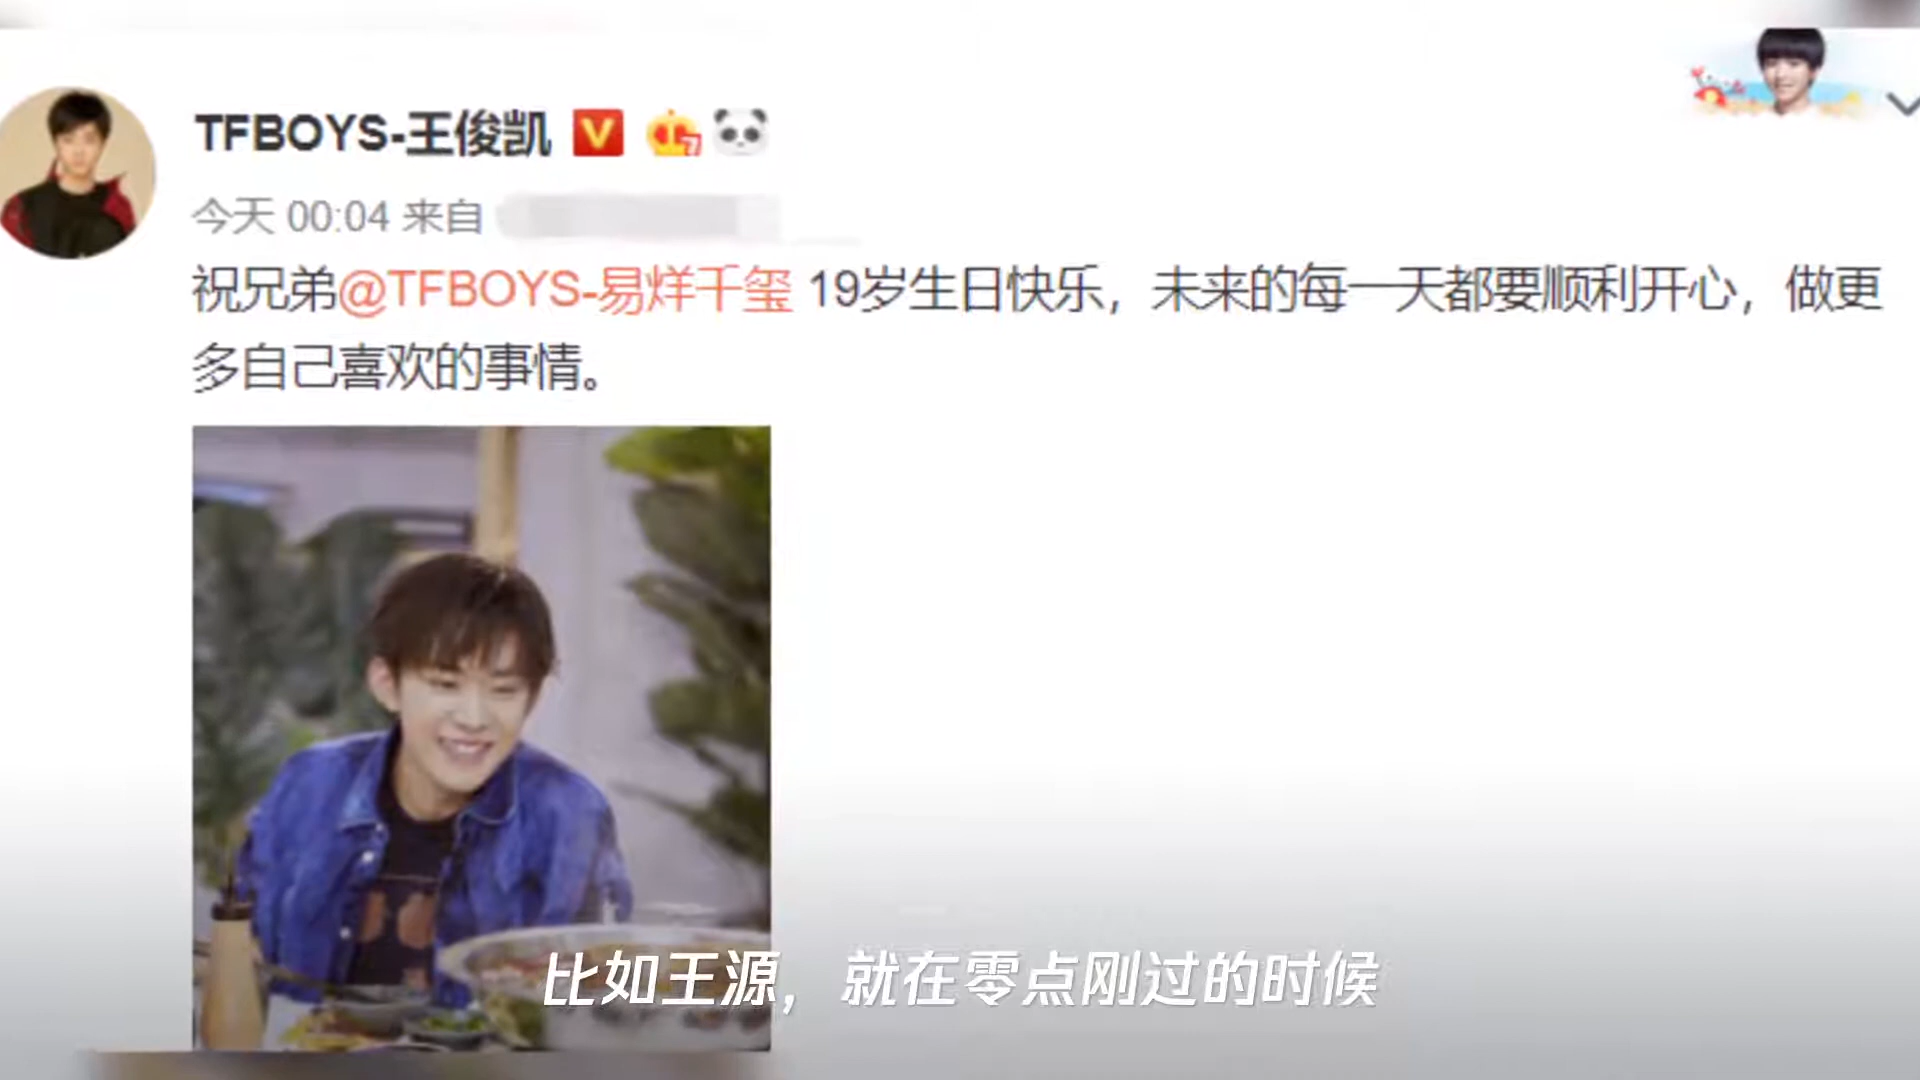 TFBOYS-王俊凯
今天 00:04 来自
祝兄弟@TFBOYS-易烊千玺 19岁生日快乐，未来的每一天都要顺利开心，做更
多自己喜欢的事情。
比如王源，就在零点刚过的时候